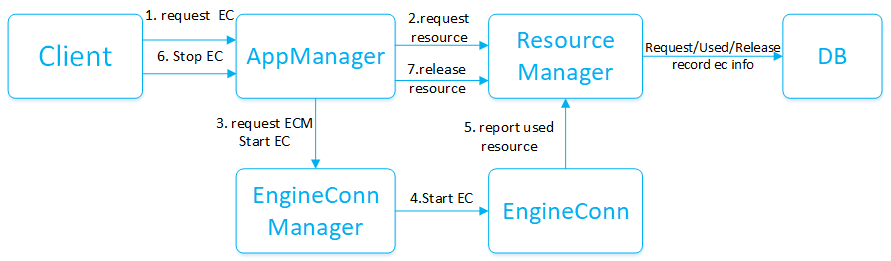 1. request EC
2.request
resource
Client
6. Stop EC
AppManager
7.release
resource
Resource
Manager
Request/Used/Release
record ec info
DB
3. request ECM
Start EC
5. report used
resource
EngineConn
Manager
4.Start EC
EngineConn